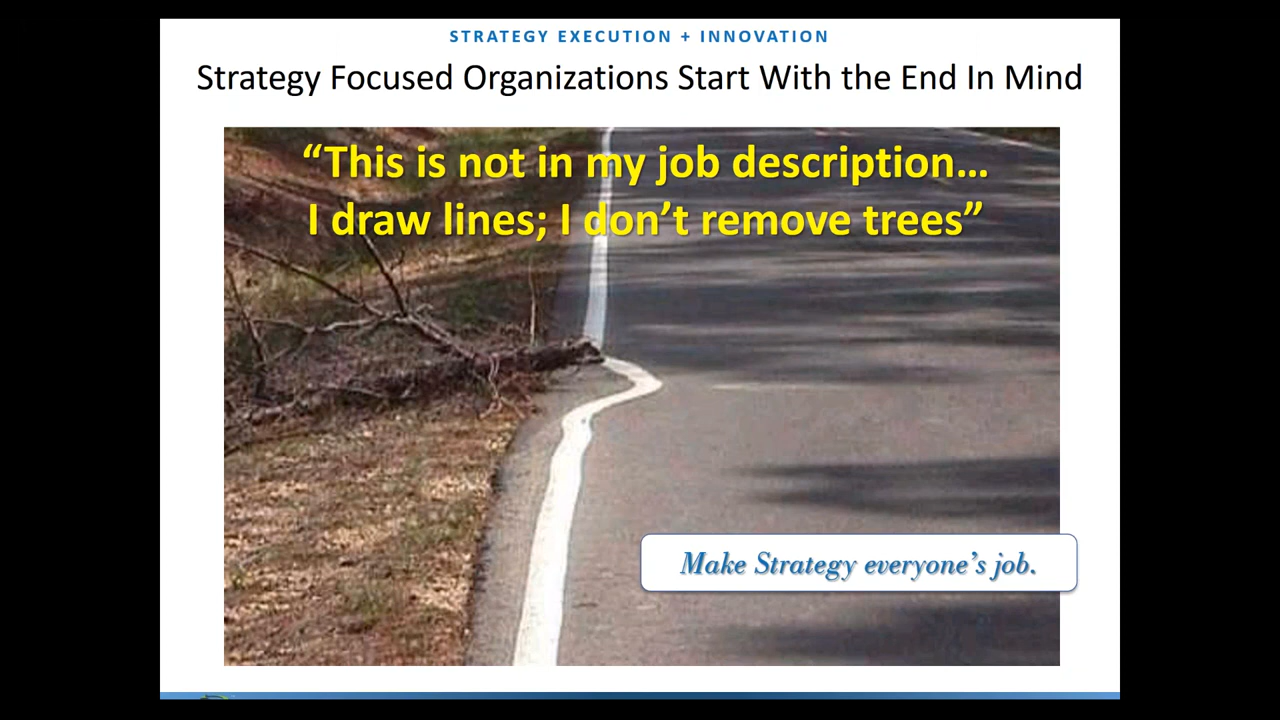 STRATEGY EXECUTION + INNOVATION
Strategy Focused Organizations Start With the End In Mind
“This is not in my job description…
I draw lines; I don’t remove trees”
Make Strategy everyone’s job.